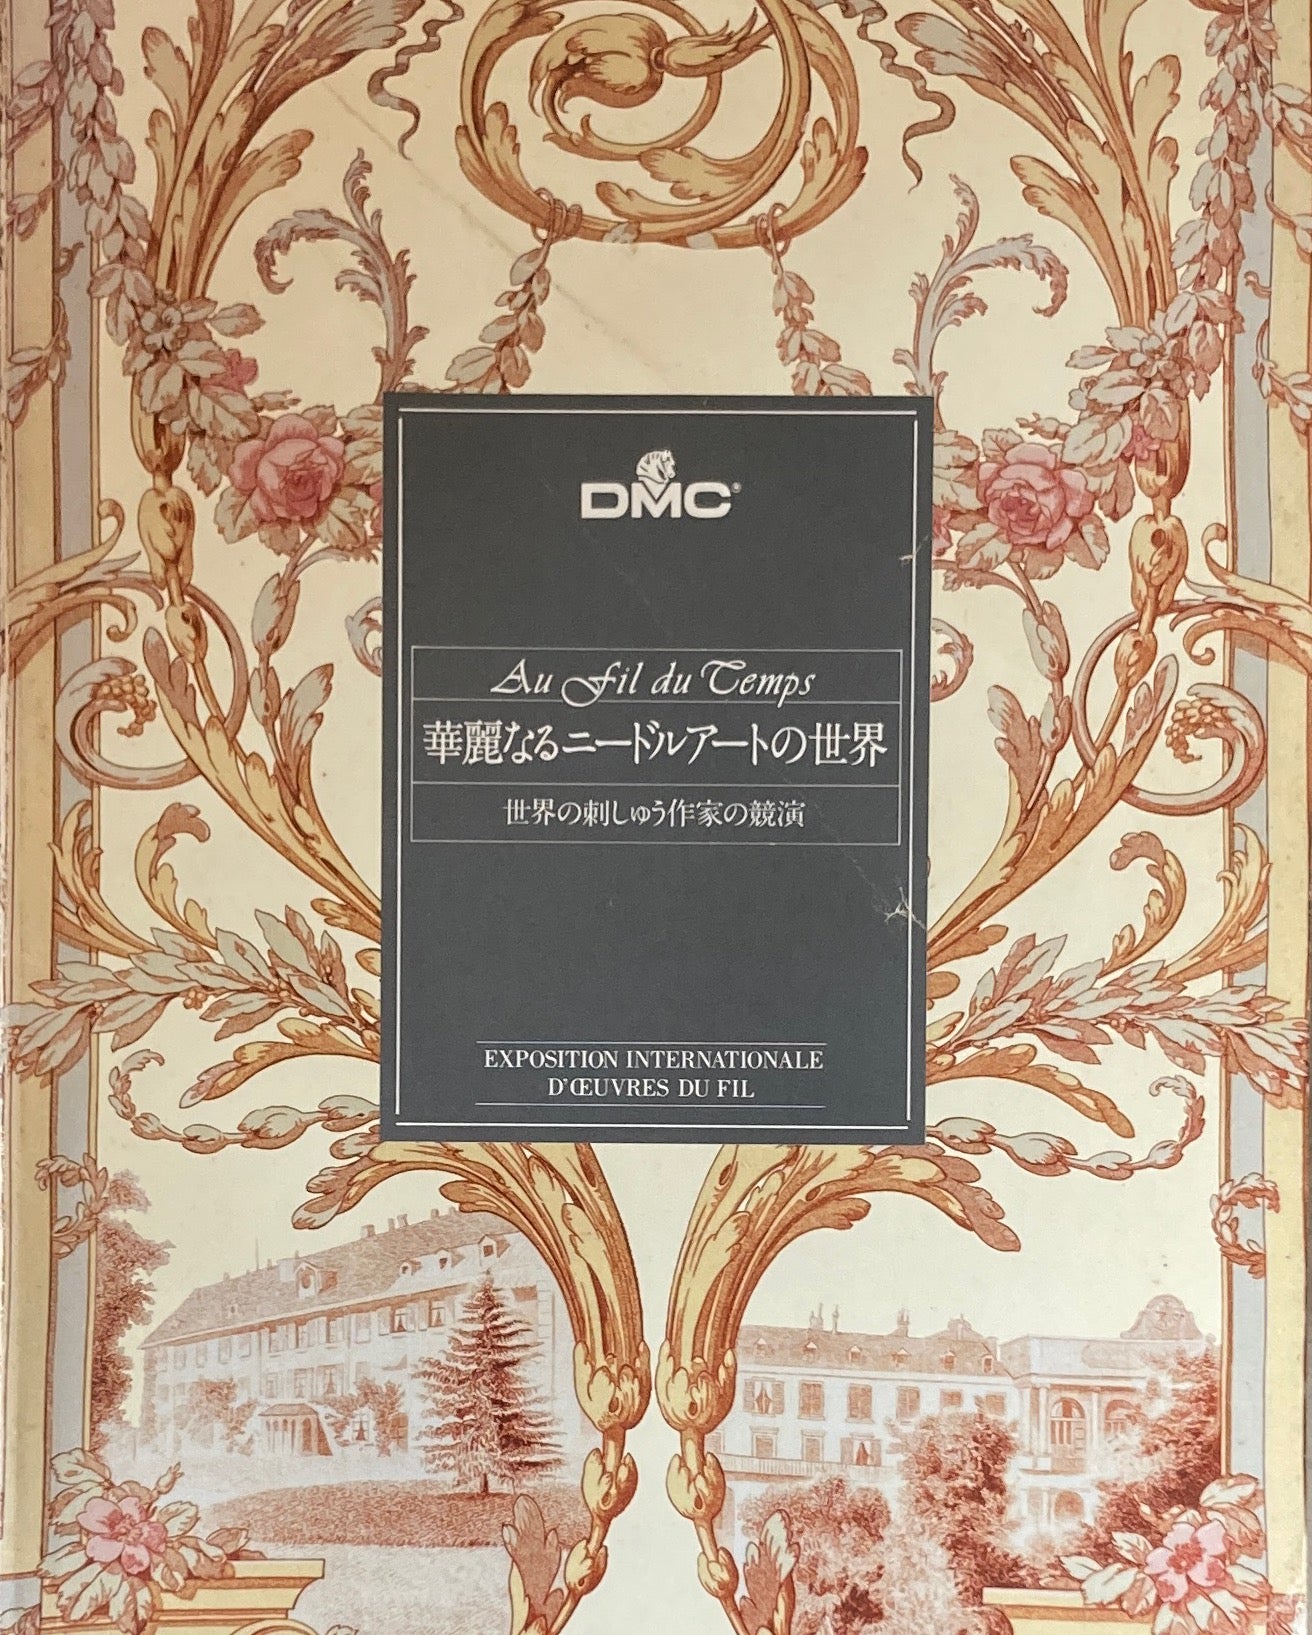 DMC®
Au Fil du Temps
華麗なるニードルアートの世界
世界の刺しゅう作家の競演
EXPOSITION INTERNATIONALE
D'ŒUVRES DU FIL